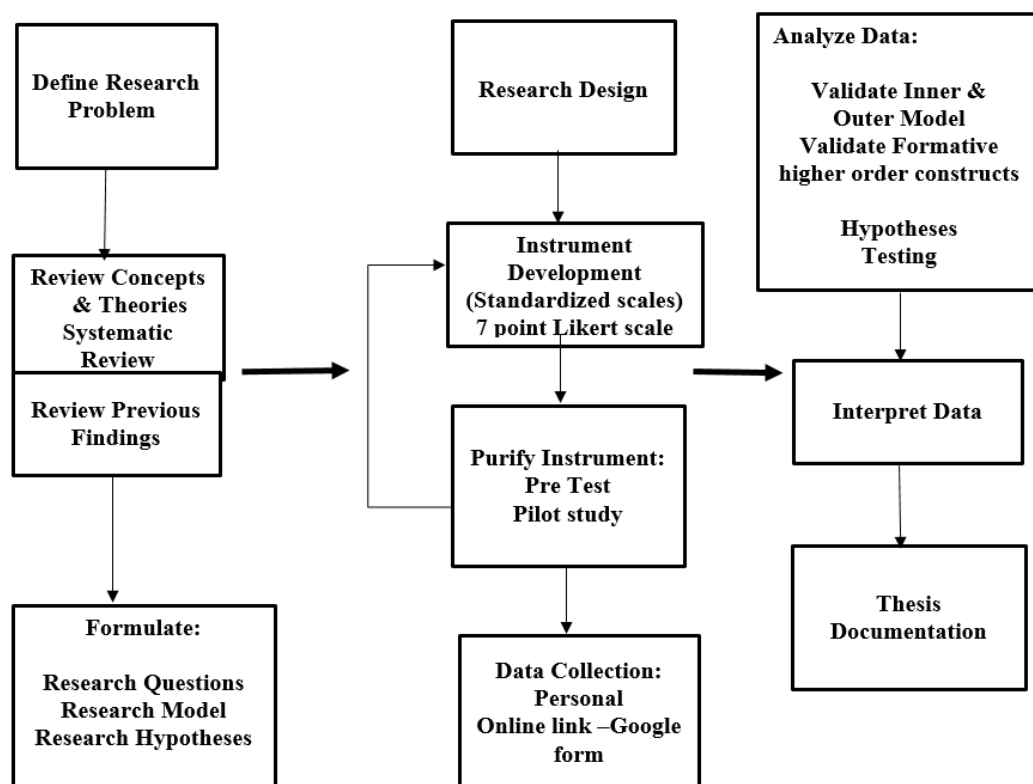 Define Research
Problem
Review Concepts
& Theories
Systematic
Review
Review Previous
Findings
Formulate:
Research Questions
Research Model
Research Hypotheses
Research Design
Instrument
Development
(Standardized scales)
7 point Likert scale
Purify Instrument:
Pre Test
Pilot study
Data Collection:
Personal
Online link –Google
form
Analyze Data:
Validate Inner &
Outer Model
Validate Formative
higher order constructs
Hypotheses
Testing
Interpret Data
Thesis
Documentation